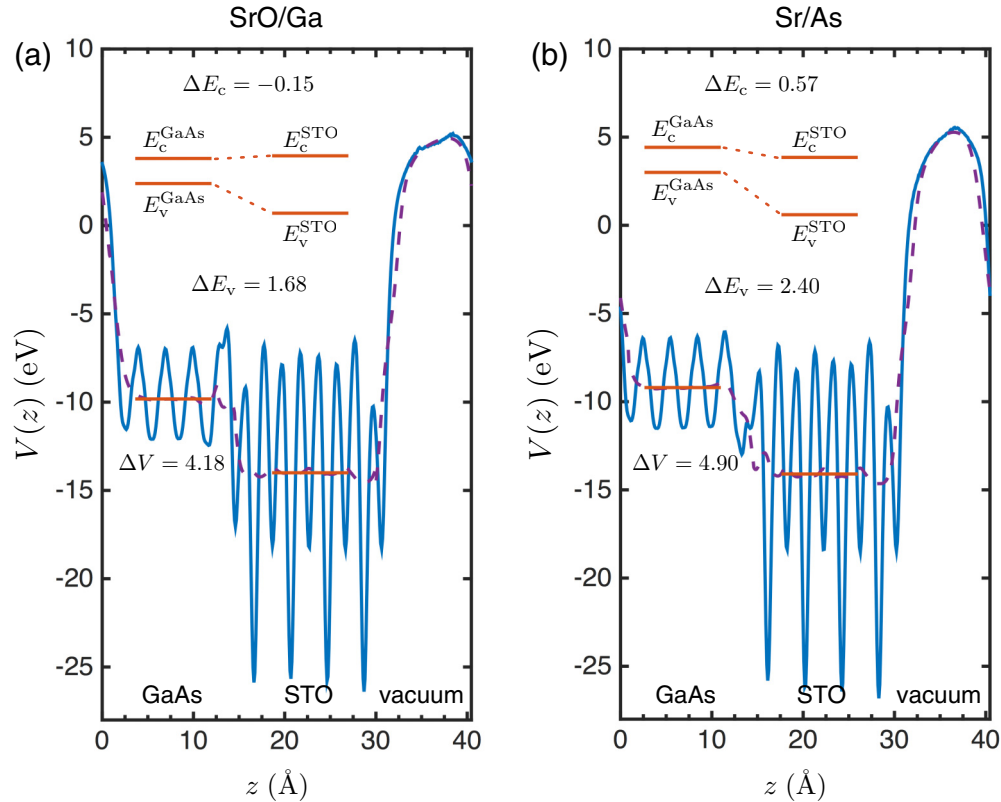 SrO/Ga
(a)
ΔE_c = −0.15
E_c^GaAs
E_c^STO
E_v^GaAs
E_v^STO
ΔE_v = 1.68
ΔV = 4.18
GaAs
STO
vacuum
10
5
0
-5
-10
-15
-20
-25
V(z) (eV)
0
10
20
30
40
z (Å)
Sr/As
(b)
ΔE_c = 0.57
E_c^GaAs
E_c^STO
E_v^GaAs
E_v^STO
ΔE_v = 2.40
ΔV = 4.90
GaAs
STO
vacuum
10
5
0
-5
-10
-15
-20
-25
V(z) (eV)
0
10
20
30
40
z (Å)